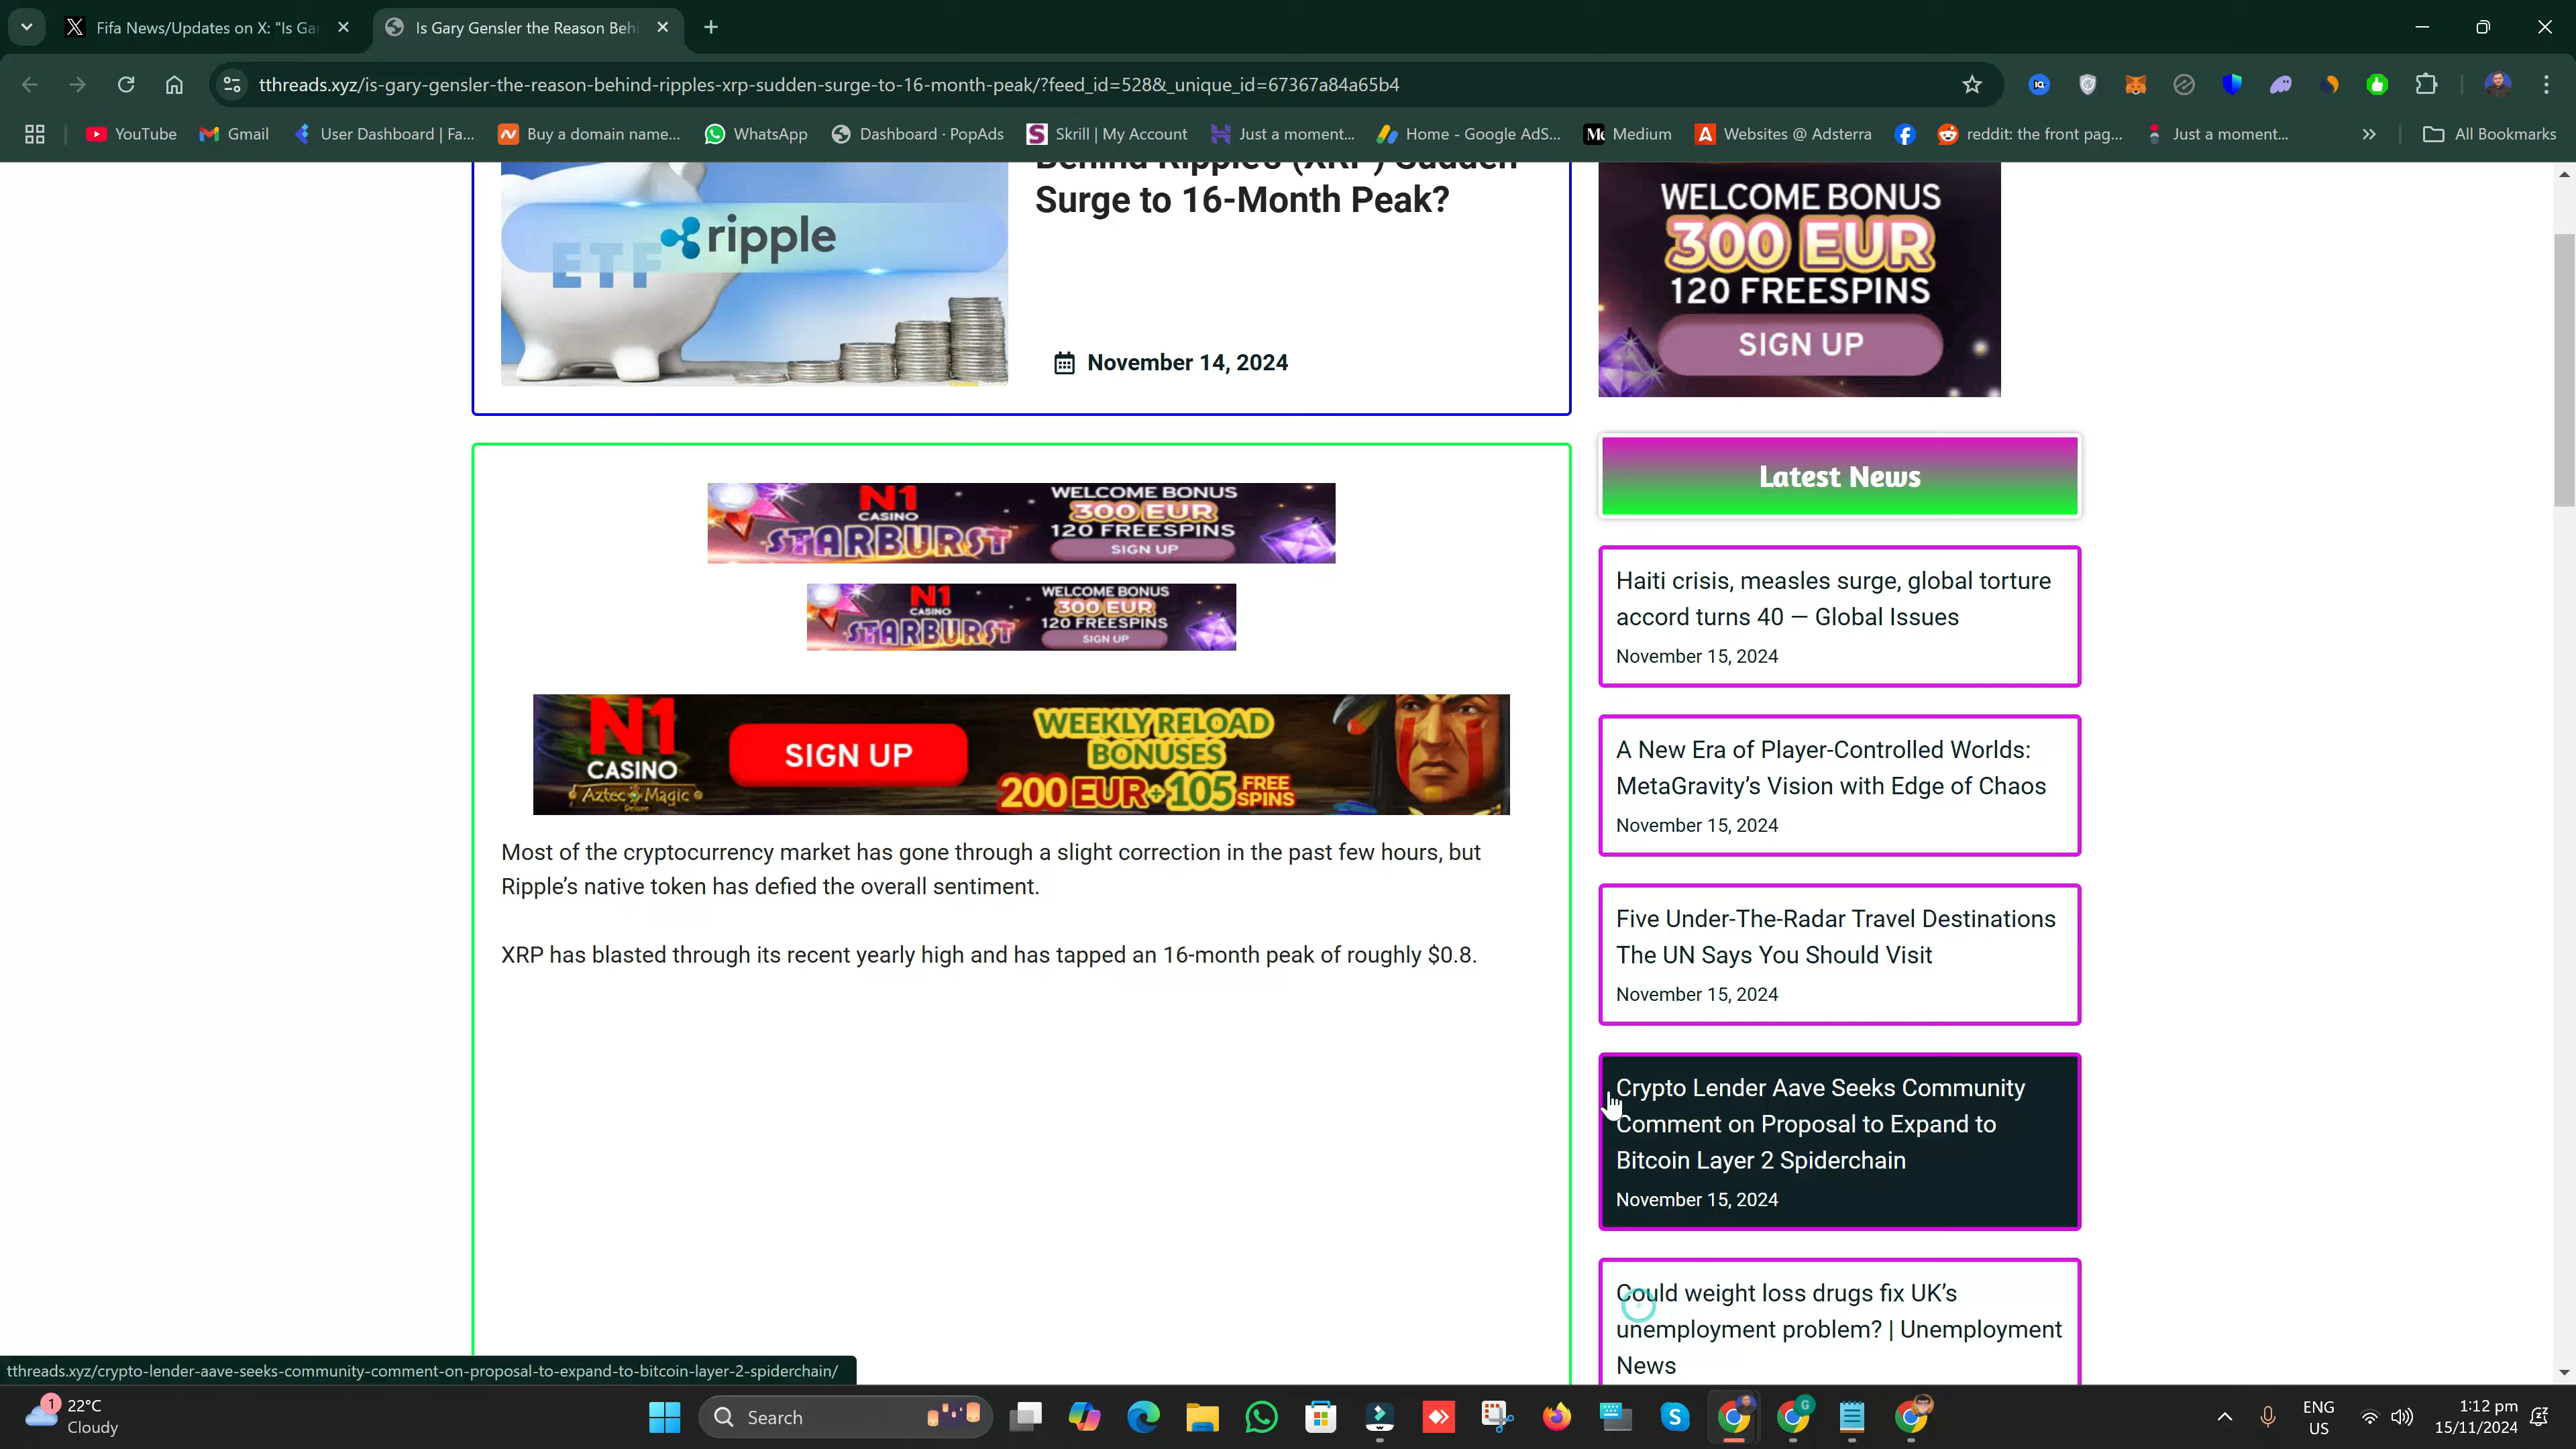 Fifa News/Updates on X: "Is Ga
Is Gary Gensler the Reason Behi
tthreads.xyz/is-gary-gensler-the-reason-behind-ripples-xrp-sudden-surge-to-16-month-peak/?feed_id=528&_unique_id=67367a84a65b4
YouTube
Gmail
User Dashboard | Fa...
Buy a domain name...
WhatsApp
Dashboard · PopAds
Skrill | My Account
Just a moment...
Home - Google AdS...
Medium
Websites @ Adsterra
reddit: the front pag...
Just a moment...
All Bookmarks
Behind Ripple's (XRP) Sudden
Surge to 16-Month Peak?
ETF
ripple
November 14, 2024
WELCOME BONUS
300 EUR
120 FREESPINS
SIGN UP
N1
CASINO
STARBURST
WELCOME BONUS
300 EUR
120 FREESPINS
SIGN UP
N1
CASINO
STARBURST
WELCOME BONUS
300 EUR
120 FREESPINS
SIGN UP
N1
CASINO
Aztec Magic
Deluxe
SIGN UP
WEEKLY RELOAD
BONUSES
200 EUR+105 FREE SPINS
Most of the cryptocurrency market has gone through a slight correction in the past few hours, but
Ripple’s native token has defied the overall sentiment.
XRP has blasted through its recent yearly high and has tapped an 16-month peak of roughly $0.8.
Latest News
Haiti crisis, measles surge, global torture
accord turns 40 — Global Issues
November 15, 2024
A New Era of Player-Controlled Worlds:
MetaGravity’s Vision with Edge of Chaos
November 15, 2024
Five Under-The-Radar Travel Destinations
The UN Says You Should Visit
November 15, 2024
Crypto Lender Aave Seeks Community
Comment on Proposal to Expand to
Bitcoin Layer 2 Spiderchain
November 15, 2024
Could weight loss drugs fix UK’s
unemployment problem? | Unemployment
News
tthreads.xyz/crypto-lender-aave-seeks-community-comment-on-proposal-to-expand-to-bitcoin-layer-2-spiderchain/
1
22°C
Cloudy
Search
ENG
US
1:12 pm
15/11/2024